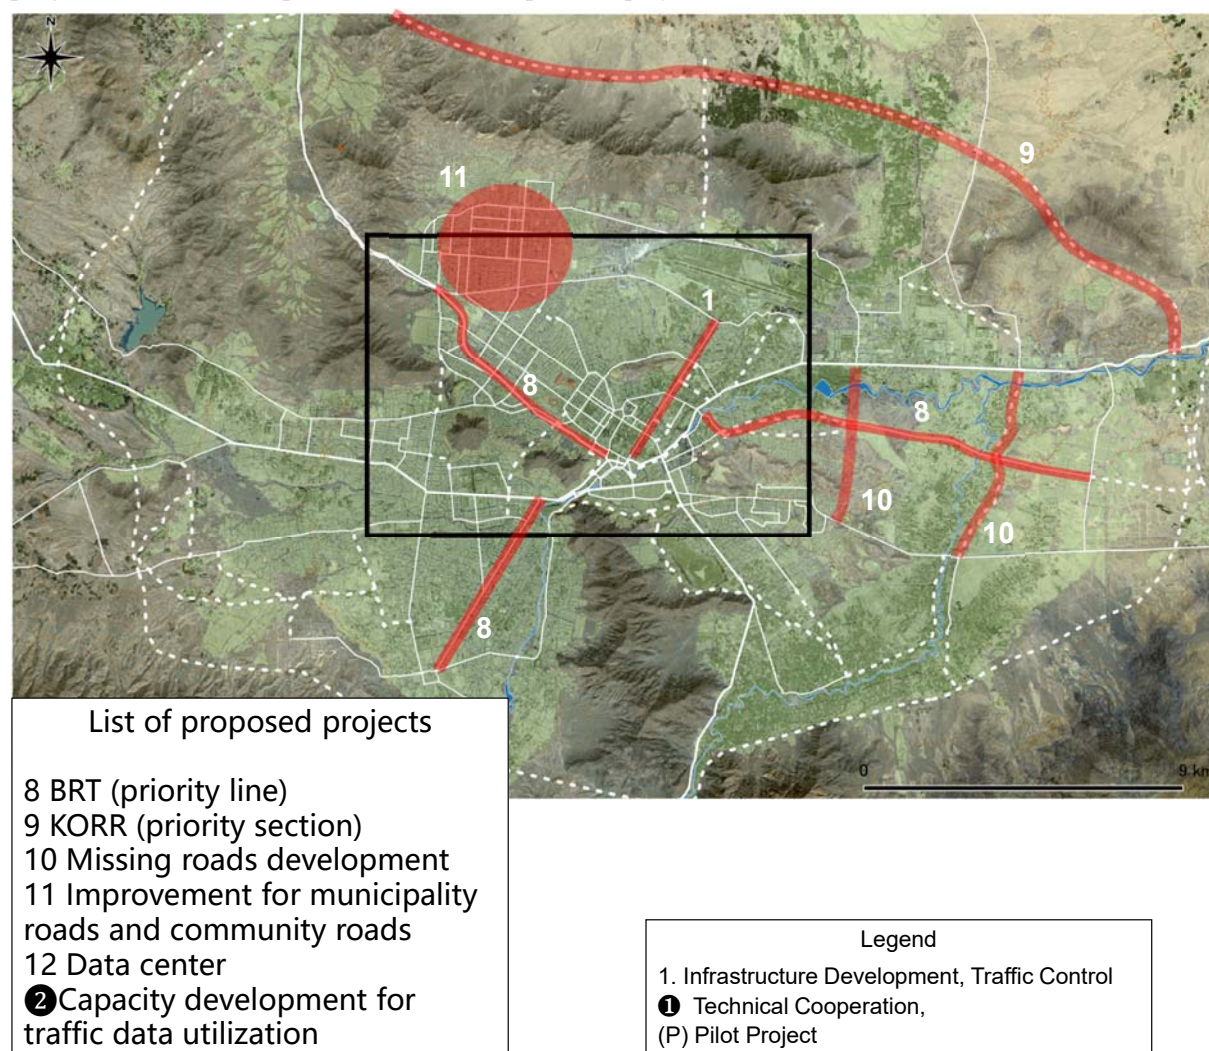 N
9
11
1
8
8
10
10
8
0
9 km
List of proposed projects
8 BRT (priority line)
9 KORR (priority section)
10 Missing roads development
11 Improvement for municipality
roads and community roads
12 Data center
❷Capacity development for
traffic data utilization
Legend
1. Infrastructure Development, Traffic Control
❶ Technical Cooperation,
(P) Pilot Project